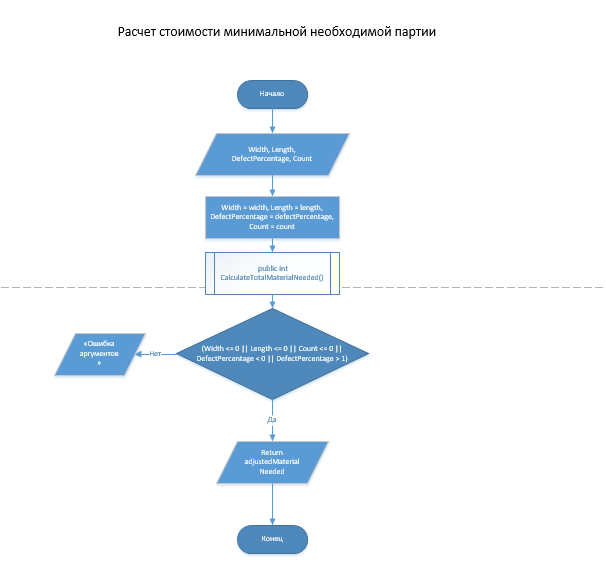 Расчет стоимости минимальной необходимой партии
Начало
Width, Length,
DefectPercentage, Count
Width = width, Length = length,
DefectPercentage = defectPercentage,
Count = count
public int
CalculateTotalMaterialNeeded()
(Width <= 0 || Length <= 0 || Count <= 0 ||
DefectPercentage < 0 || DefectPercentage > 1)
Нет
«Ошибка
аргументов
»
Да
Return
adjustedMaterial
Needed
Конец